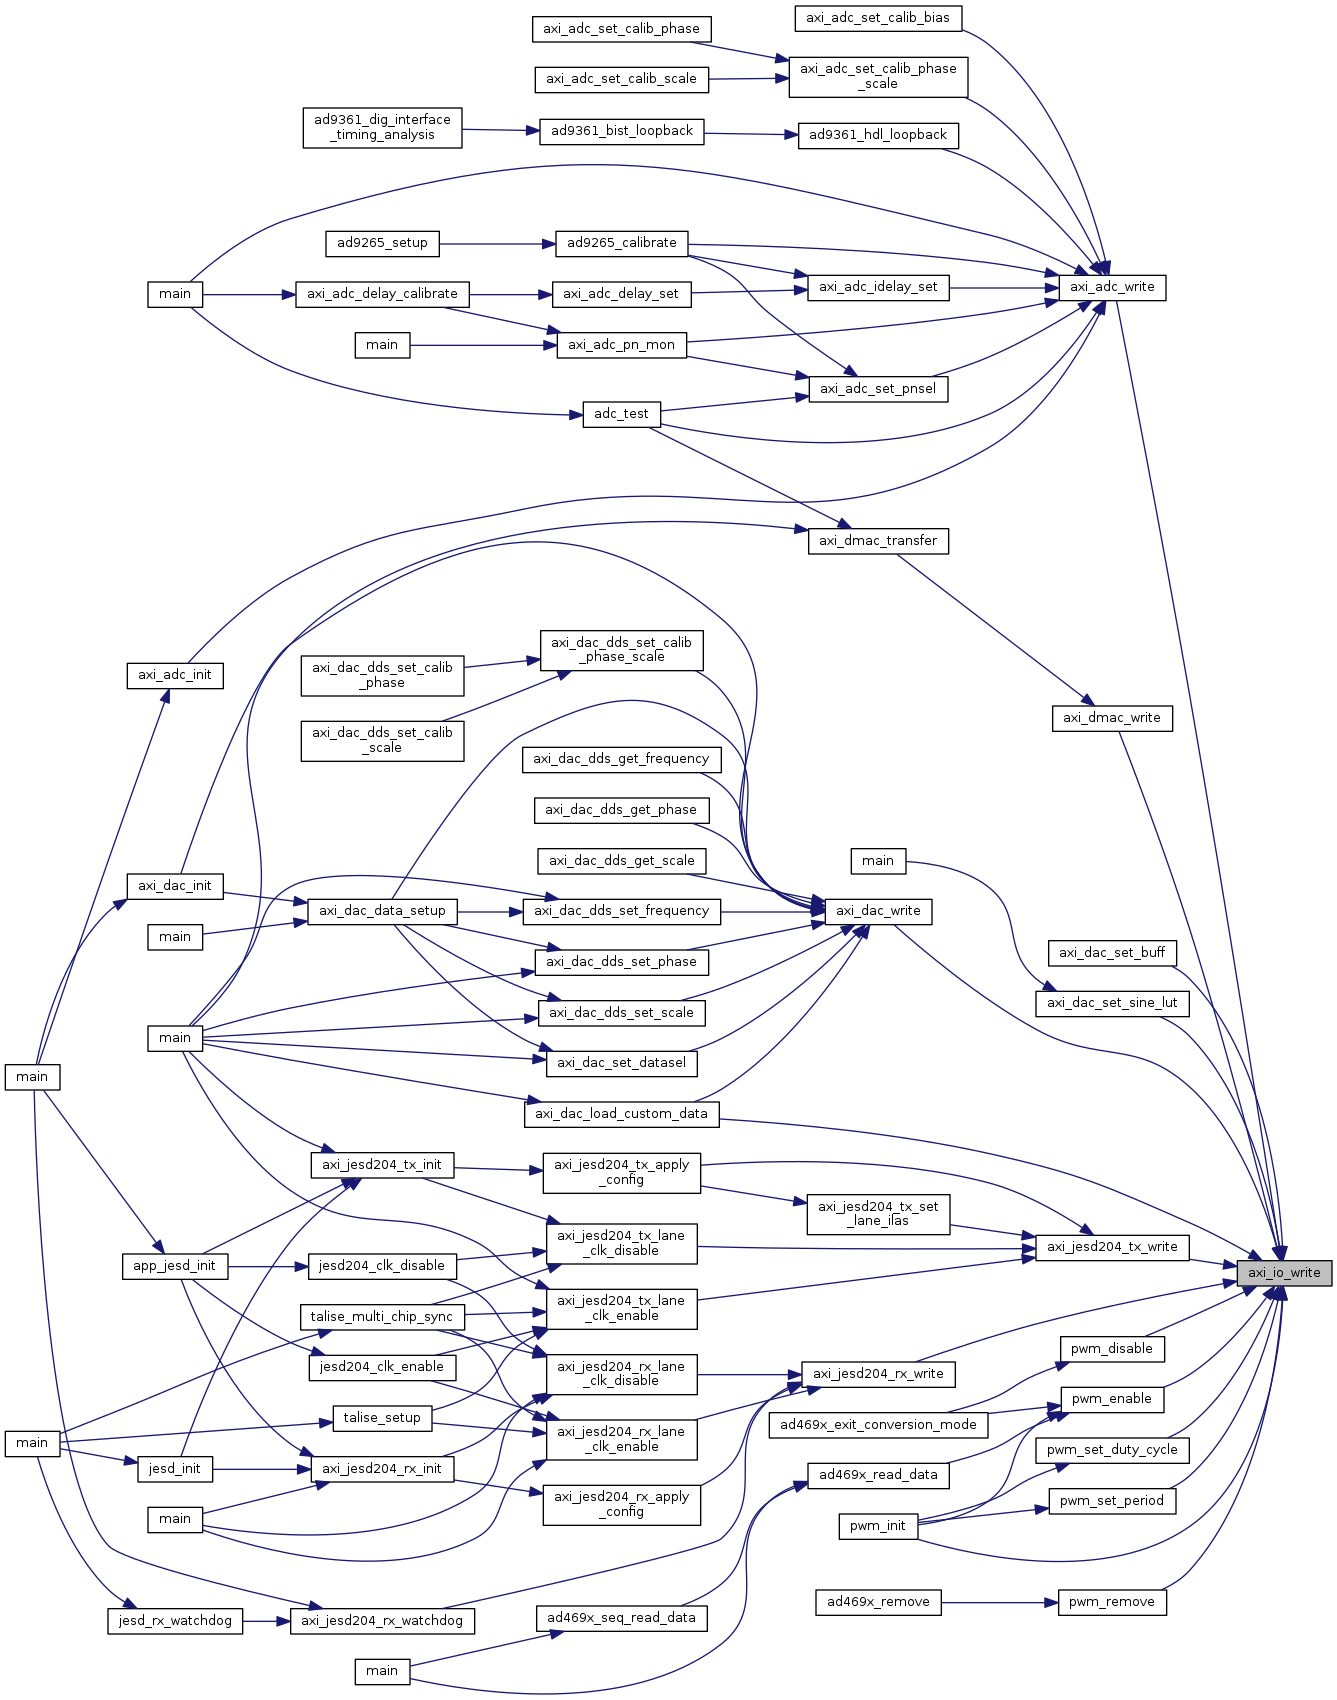 axi_adc_set_calib_bias
axi_adc_set_calib_phase
axi_adc_set_calib_phase
_scale
axi_adc_set_calib_scale
ad9361_dig_interface
_timing_analysis
ad9361_bist_loopback
ad9361_hdl_loopback
ad9265_setup
ad9265_calibrate
main
axi_adc_delay_calibrate
axi_adc_delay_set
axi_adc_idelay_set
axi_adc_write
main
axi_adc_pn_mon
axi_adc_set_pnsel
adc_test
axi_dmac_transfer
axi_dac_dds_set_calib
_phase_scale
axi_adc_init
axi_dac_dds_set_calib
_phase
axi_dmac_write
axi_dac_dds_set_calib
_scale
axi_dac_dds_get_frequency
axi_dac_dds_get_phase
axi_dac_dds_get_scale
main
axi_dac_init
axi_dac_data_setup
axi_dac_dds_set_frequency
axi_dac_write
main
axi_dac_set_buff
axi_dac_dds_set_phase
axi_dac_set_sine_lut
axi_dac_dds_set_scale
main
axi_dac_set_datasel
main
axi_dac_load_custom_data
axi_jesd204_tx_init
axi_jesd204_tx_apply
_config
axi_jesd204_tx_set
_lane_ilas
axi_jesd204_tx_lane
_clk_disable
axi_jesd204_tx_write
app_jesd_init
jesd204_clk_disable
axi_io_write
axi_jesd204_tx_lane
_clk_enable
talise_multi_chip_sync
pwm_disable
jesd204_clk_enable
axi_jesd204_rx_lane
_clk_disable
axi_jesd204_rx_write
pwm_enable
talise_setup
ad469x_exit_conversion_mode
main
axi_jesd204_rx_lane
_clk_enable
pwm_set_duty_cycle
jesd_init
axi_jesd204_rx_init
ad469x_read_data
axi_jesd204_rx_apply
_config
pwm_set_period
main
pwm_init
ad469x_remove
pwm_remove
jesd_rx_watchdog
axi_jesd204_rx_watchdog
ad469x_seq_read_data
main